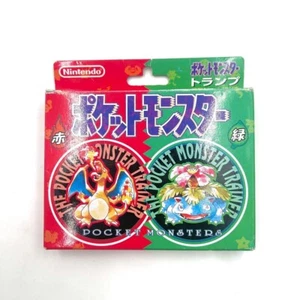 Nintendo
ポケットモンスター
トランプ
ポケットモンスター
赤
緑
THE POCKET MONSTER TRAINER
POCKET MONSTER TRAINER
POCKET MONSTERS